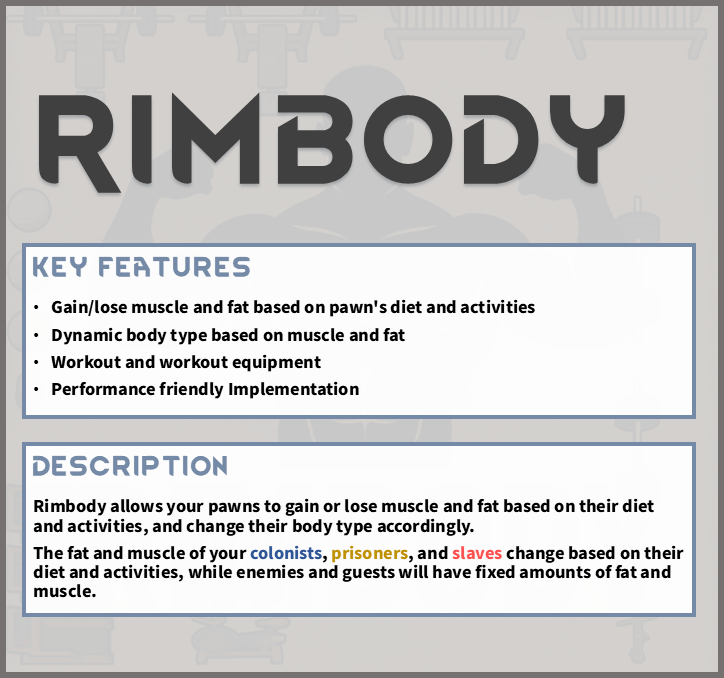 RIMBODY
KEY FEATURES
• Gain/lose muscle and fat based on pawn's diet and activities
• Dynamic body type based on muscle and fat
• Workout and workout equipment
• Performance friendly Implementation
DESCRIPTION
Rimbody allows your pawns to gain or lose muscle and fat based on their diet
and activities, and change their body type accordingly.
The fat and muscle of your colonists, prisoners, and slaves change based on their
diet and activities, while enemies and guests will have fixed amounts of fat and
muscle.